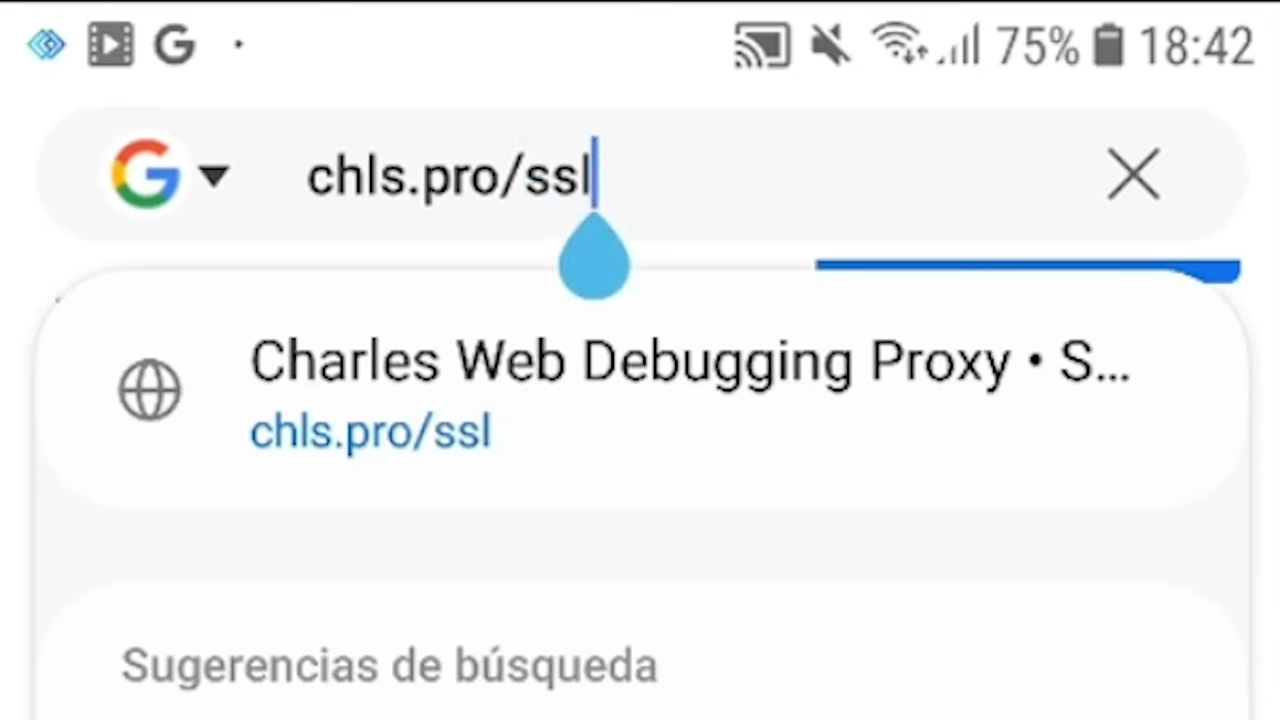 75% 18:42
chls.pro/ssl
Charles Web Debugging Proxy • S...
chls.pro/ssl
Sugerencias de búsqueda